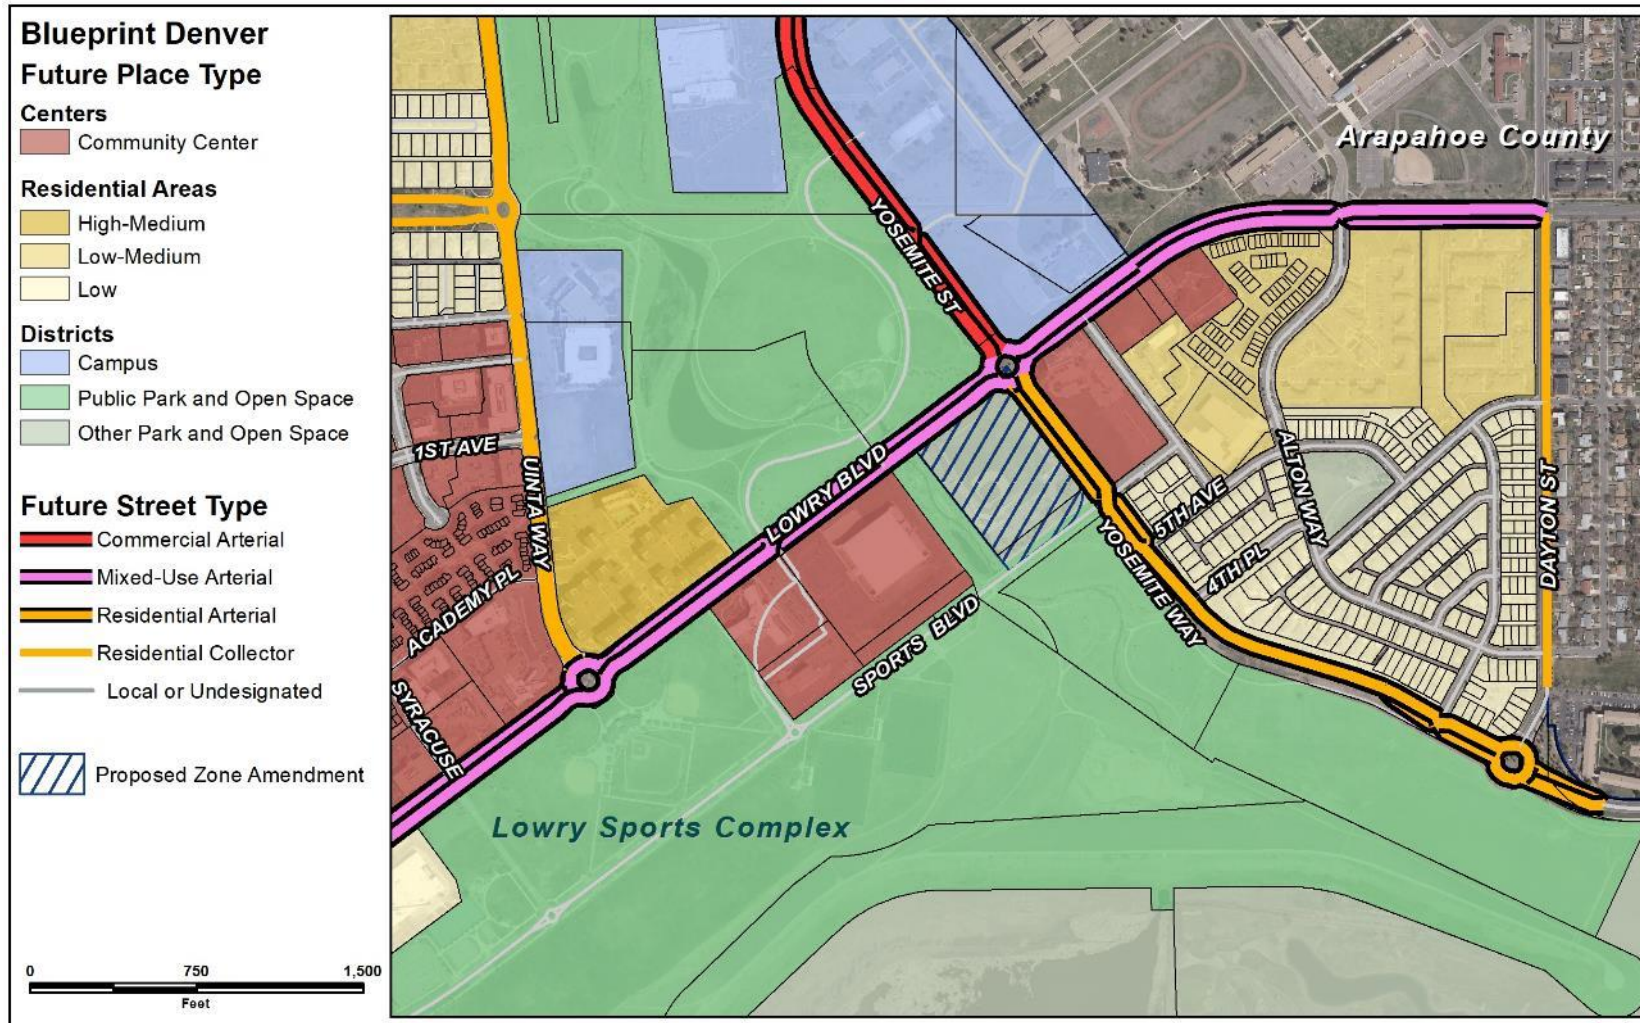 Blueprint Denver
Future Place Type
Centers
Community Center
Residential Areas
High-Medium
Low-Medium
Low
Districts
Campus
Public Park and Open Space
Other Park and Open Space
Future Street Type
Commercial Arterial
Mixed-Use Arterial
Residential Arterial
Residential Collector
Local or Undesignated
Proposed Zone Amendment
0 750 1,500
Feet
Arapahoe County
YOSEMITE ST
1ST AVE
UINTA WAY
LOWRY BLVD
ACADEMY PL
SYRACUSE
SPORTS BLVD
5TH AVE
4TH PL
ALTON WAY
YOSEMITE WAY
DAYTON ST
Lowry Sports Complex